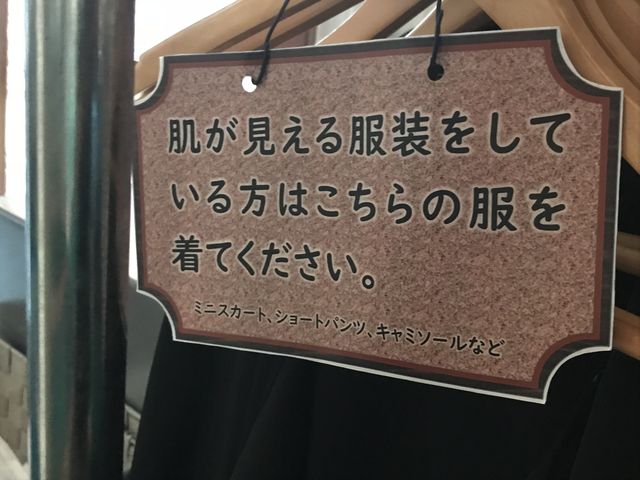 肌が見える服装をして
いる方はこちらの服を
着てください。
ミニスカート、ショートパンツ、キャミソールなど